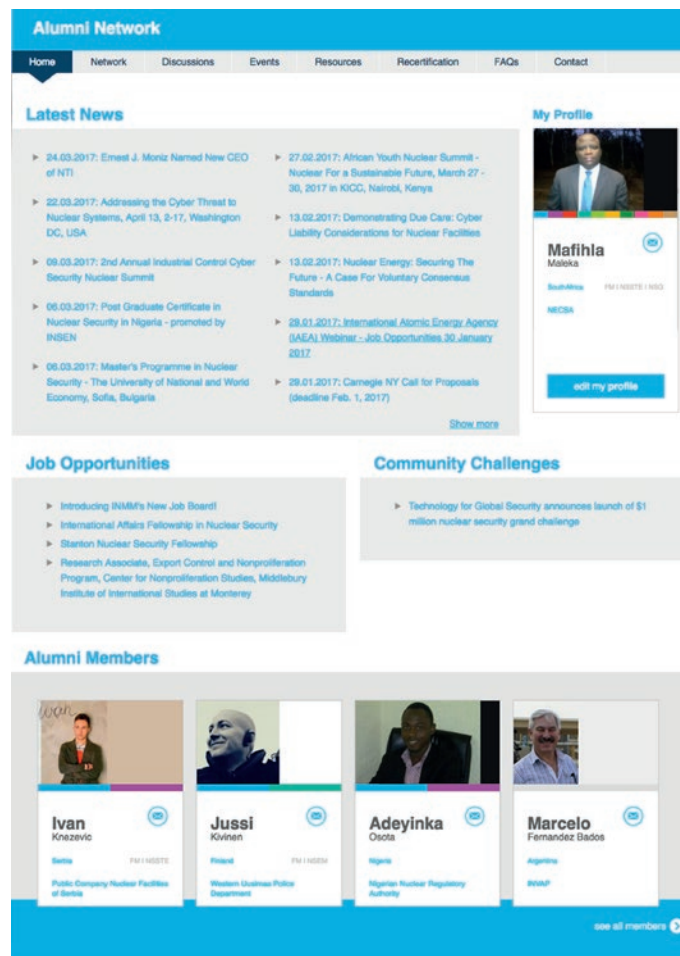 Alumni Network
Home Network Discussions Events Resources Recertification FAQs Contact
Latest News
24.03.2017: Ernest J. Moniz Named New CEO
of NTI
22.03.2017: Addressing the Cyber Threat to
Nuclear Systems, April 13, 2-17, Washington
DC, USA
09.03.2017: 2nd Annual Industrial Control Cyber
Security Nuclear Summit
06.03.2017: Post Graduate Certificate in
Nuclear Security in Nigeria - promoted by
INSEN
06.03.2017: Master's Programme in Nuclear
Security - The University of National and World
Economy, Sofia, Bulgaria
27.02.2017: African
Youth Nuclear Summit -
Nuclear For a Sustainable Future, March 27 -
30, 2017 in KICC, Nairobi, Kenya
13.02.2017: Demonstrating Due Care: Cyber
Liability Considerations for Nuclear Facilities
13.02.2017: Nuclear Energy: Securing The
Future - A Case For Voluntary Consensus
Standards
29.01.2017: International Atomic Energy Agency
(IAEA) Webinar - Job Opportunities 30 January
2017
29.01.2017: Carnegie NY Call for Proposals
(deadline Feb. 1, 2017)
Show more
My Profile
Mafihla
Maleka
South Africa FM I NSSTE I NSG
NECSA
edit my profile
Job Opportunities
Introducing INMM's New Job Board!
International Affairs Fellowship in Nuclear Security
Stanton Nuclear Security Fellowship
Research Associate, Export Control and Nonproliferation
Program, Center for Nonproliferation Studies, Middlebury
Institute of International Studies at Monterey
Community Challenges
Technology for Global Security announces launch of $1
million nuclear security grand challenge
Alumni Members
Ivan
Knezevic
Serbia FM I NSSTE
Public Company Nuclear Facilities
of Serbia
Jussi
Kivinen
Finland FM I NSEM
Western Uusimaa Police
Department
Adeyinka
Osota
Nigeria
Nigerian Nuclear Regulatory
Authority
Marcelo
Fernandez Bados
Argentina
INVAP
see all members